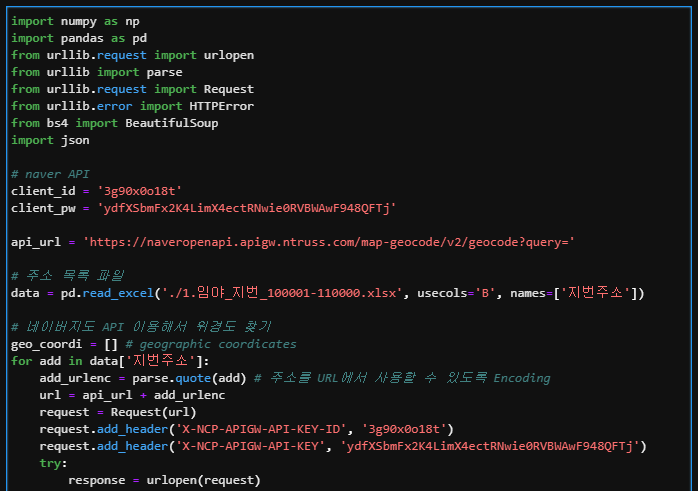 import numpy as np
import pandas as pd
from urllib.request import urlopen
from urllib import parse
from urllib.request import Request
from urllib.error import HTTPError
from bs4 import BeautifulSoup
import json
# naver API
client_id = '3g90x0o18t'
client_pw = 'ydfXSbmFx2K4LimX4ectRNwie0RVBWAwF948QFTj'
api_url = 'https://naveropenapi.apigw.ntruss.com/map-geocode/v2/geocode?query='
# 주소 목록 파일
data = pd.read_excel('./1.임야_지번_100001-110000.xlsx', usecols='B', names=['지번주소'])
# 네이버지도 API 이용해서 위경도 찾기
geo_coordi = [] # geographic coordicates
for add in data['지번주소']:
    add_urlenc = parse.quote(add) # 주소를 URL에서 사용할 수 있도록 Encoding
    url = api_url + add_urlenc
    request = Request(url)
    request.add_header('X-NCP-APIGW-API-KEY-ID', '3g90x0o18t')
    request.add_header('X-NCP-APIGW-API-KEY', 'ydfXSbmFx2K4LimX4ectRNwie0RVBWAwF948QFTj')
    try:
        response = urlopen(request)